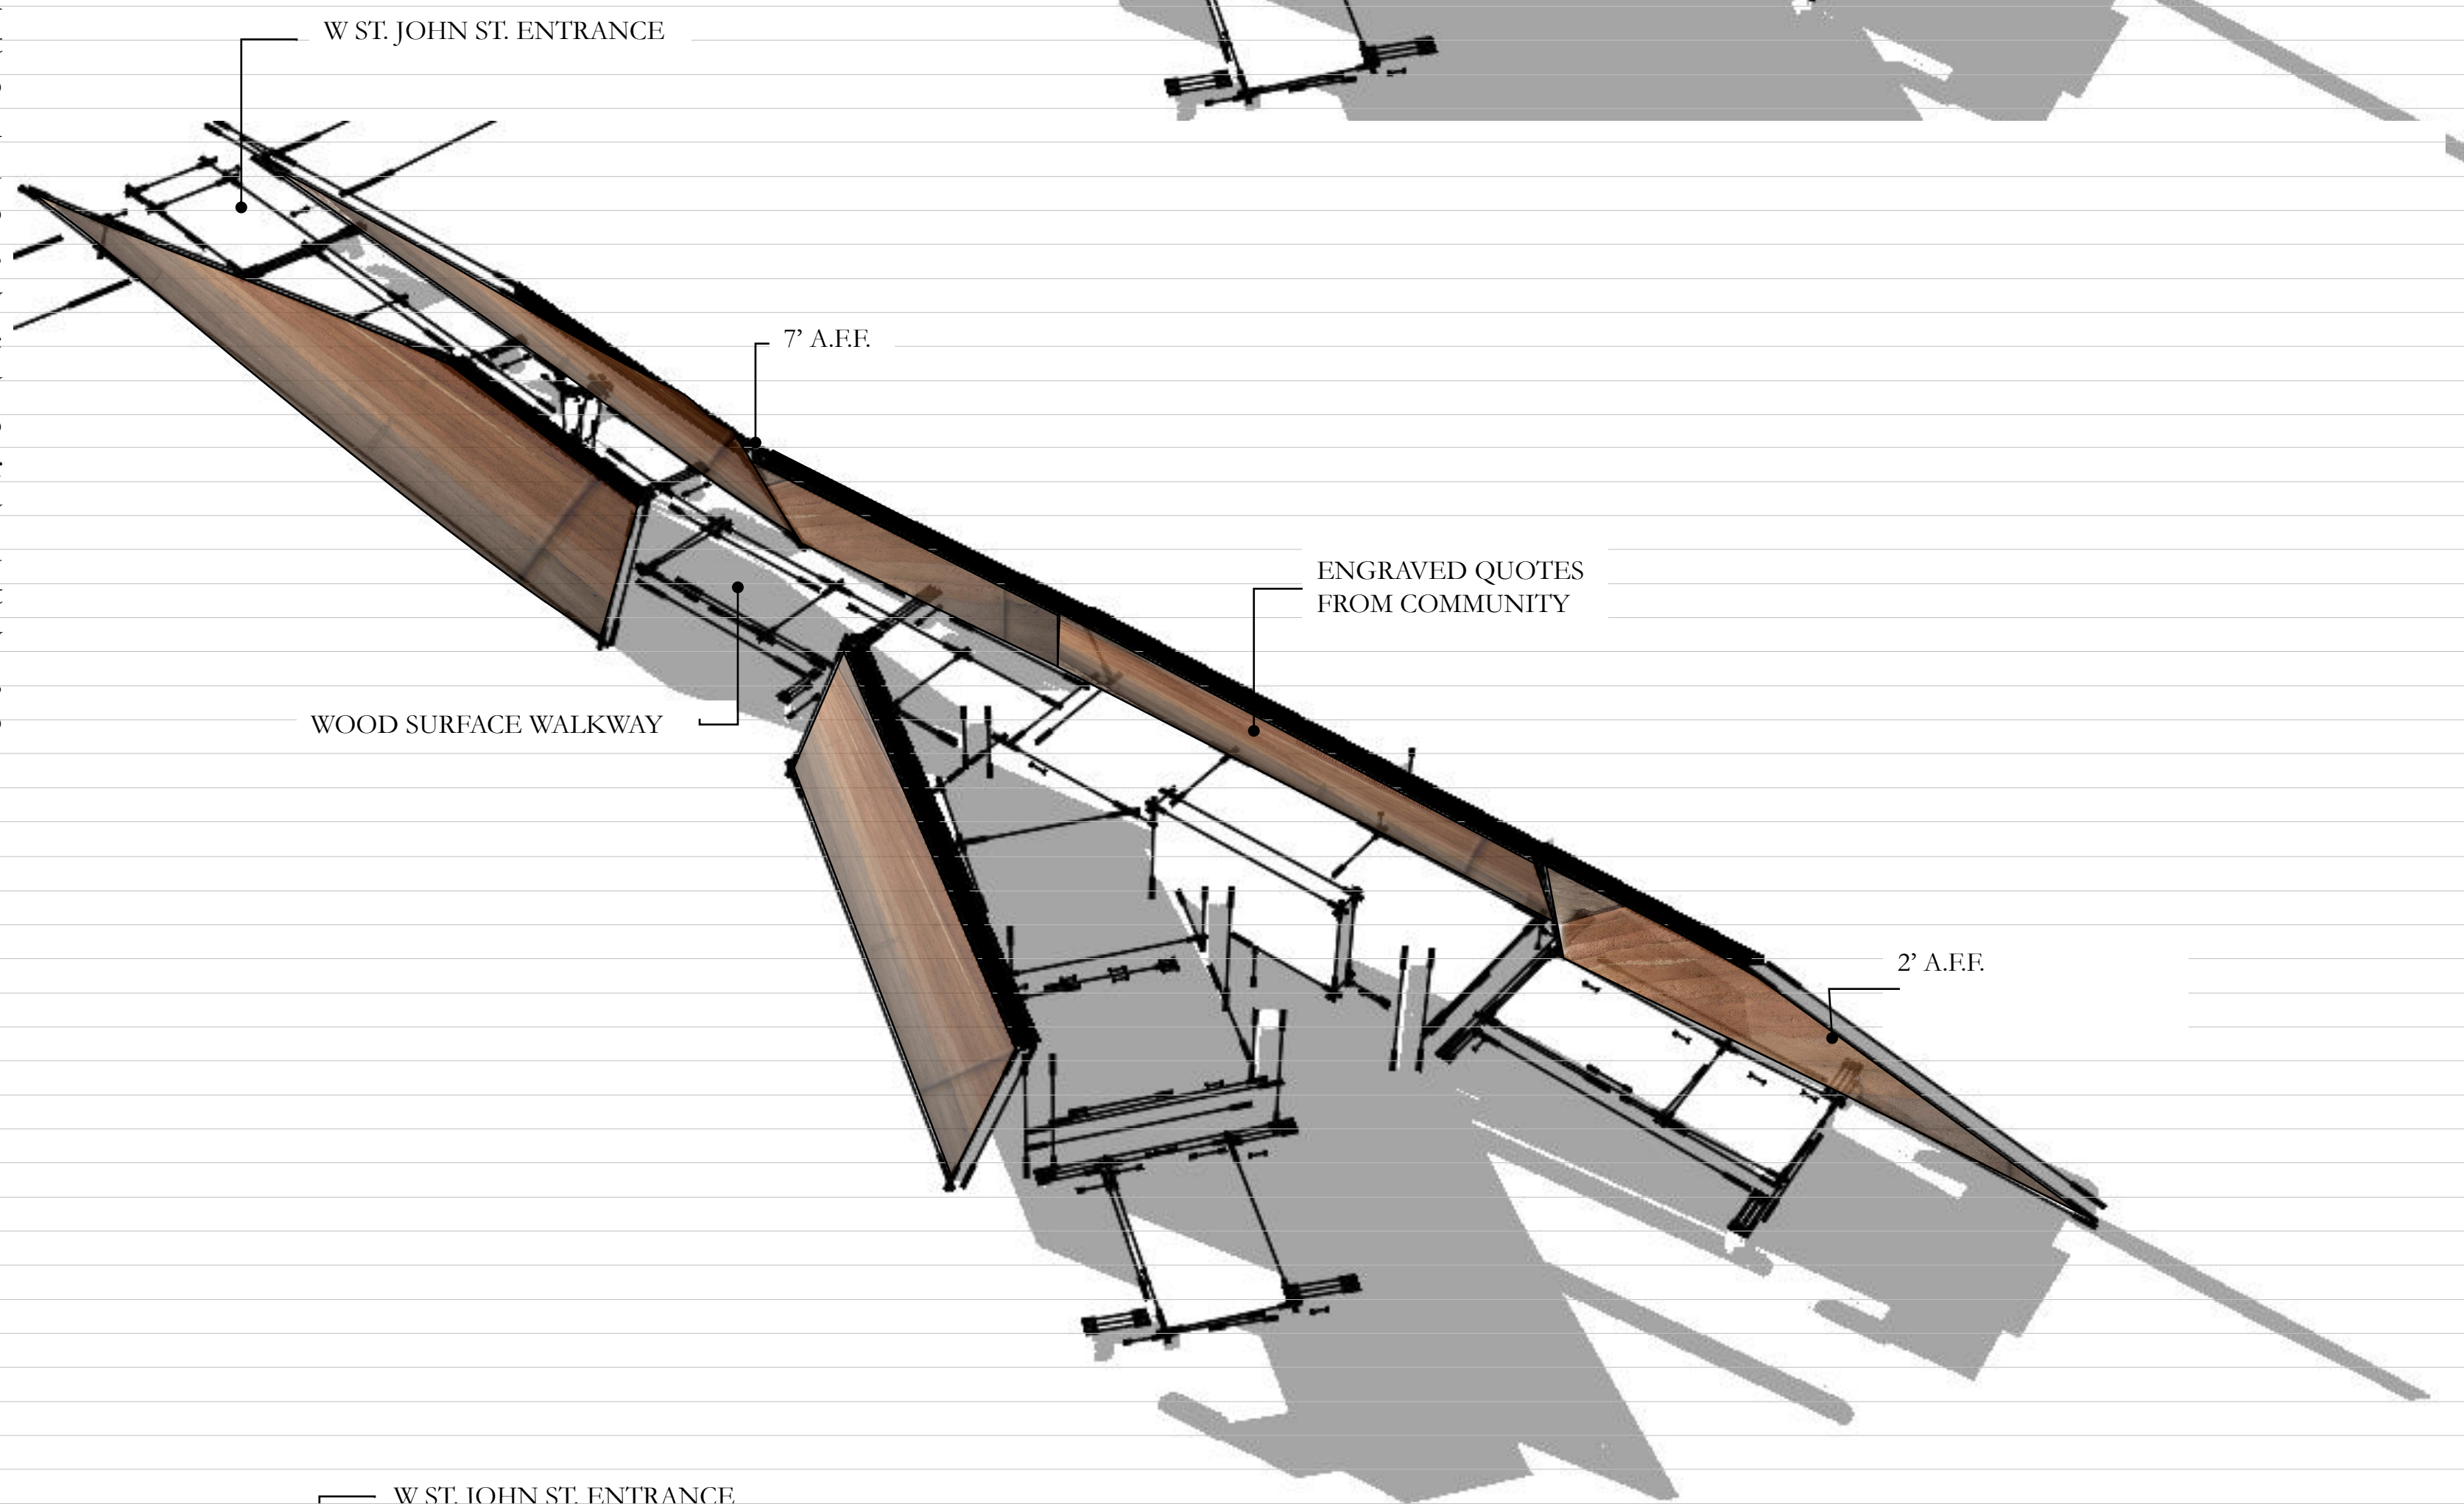 W ST. JOHN ST. ENTRANCE
7’ A.F.F.
ENGRAVED QUOTES
FROM COMMUNITY
WOOD SURFACE WALKWAY
2’ A.F.F.
W ST. JOHN ST. ENTRANCE